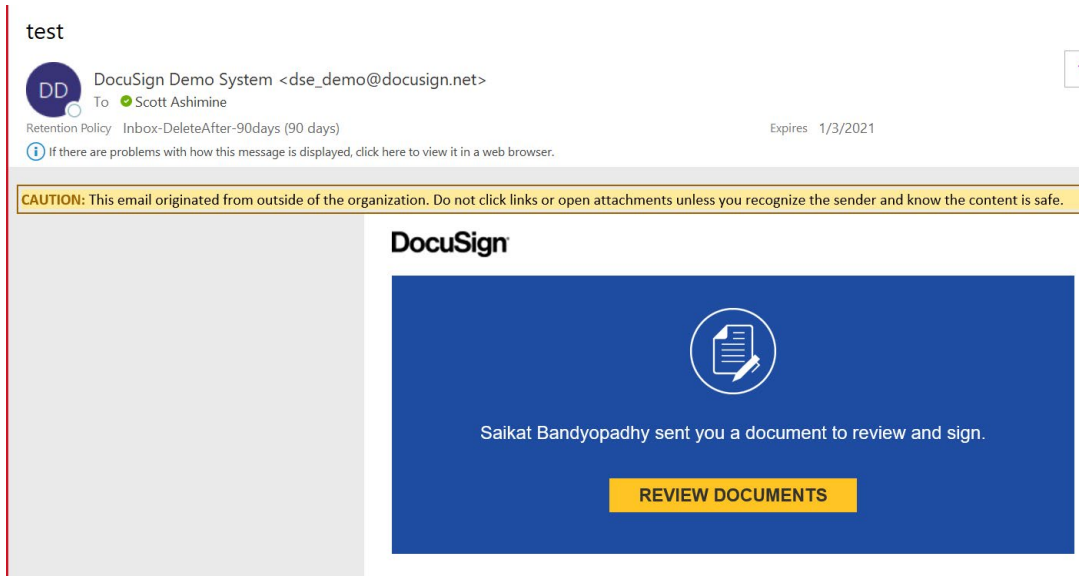 test
DD
DocuSign Demo System <dse_demo@docusign.net>
To Scott Ashimine
Retention Policy Inbox-DeleteAfter-90days (90 days) Expires 1/3/2021
If there are problems with how this message is displayed, click here to view it in a web browser.
CAUTION: This email originated from outside of the organization. Do not click links or open attachments unless you recognize the sender and know the content is safe.
DocuSign
Saikat Bandyopadhy sent you a document to review and sign.
REVIEW DOCUMENTS